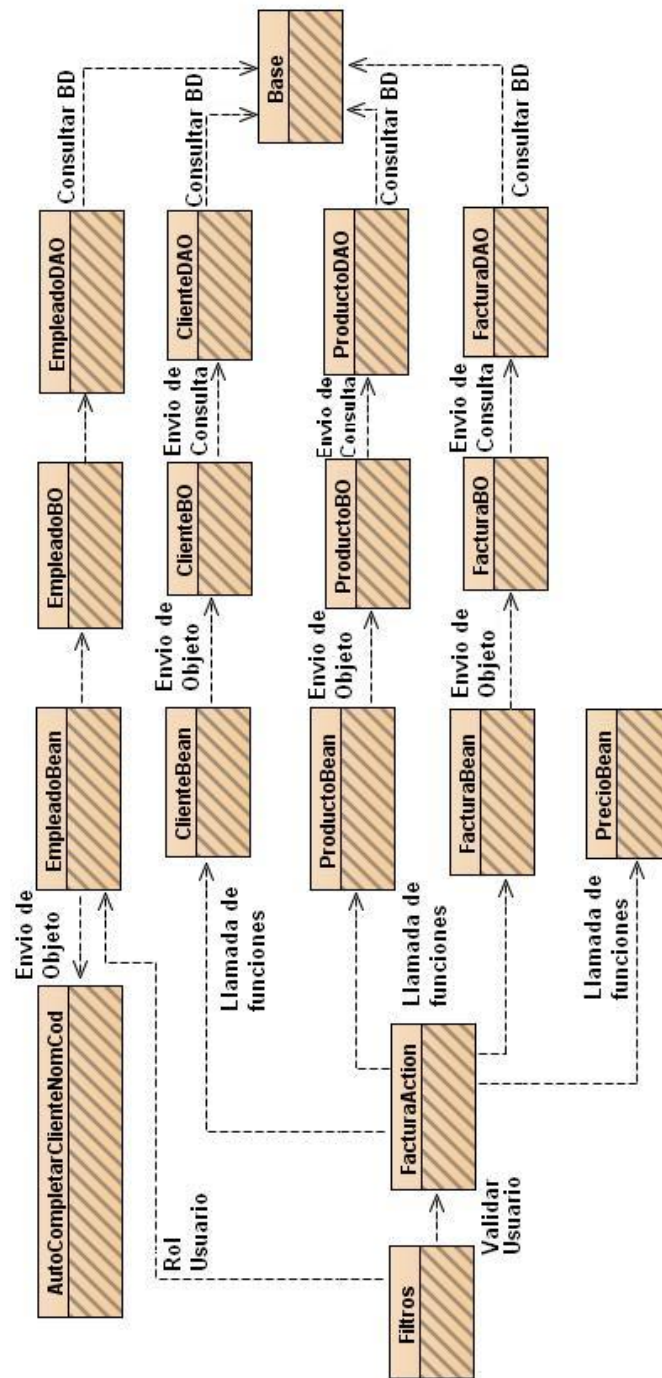 AutoCompletarClienteNomCod
Envio de
Objeto
EmpleadoBean
EmpleadoBO
EmpleadoDAO
Consultar BD
Rol
Usuario
ClienteBean
Envio de
Objeto
ClienteBO
Envio de
Consulta
ClienteDAO
Consultar BD
Base
Llamada de
funciones
ProductoBean
Envio de
Objeto
ProductoBO
Envio de
Consulta
ProductoDAO
Consultar BD
Filtros
Validar
Usuario
FacturaAction
Llamada de
funciones
FacturaBean
Envio de
Objeto
FacturaBO
Envio de
Consulta
FacturaDAO
Consultar BD
Llamada de
funciones
PrecioBean